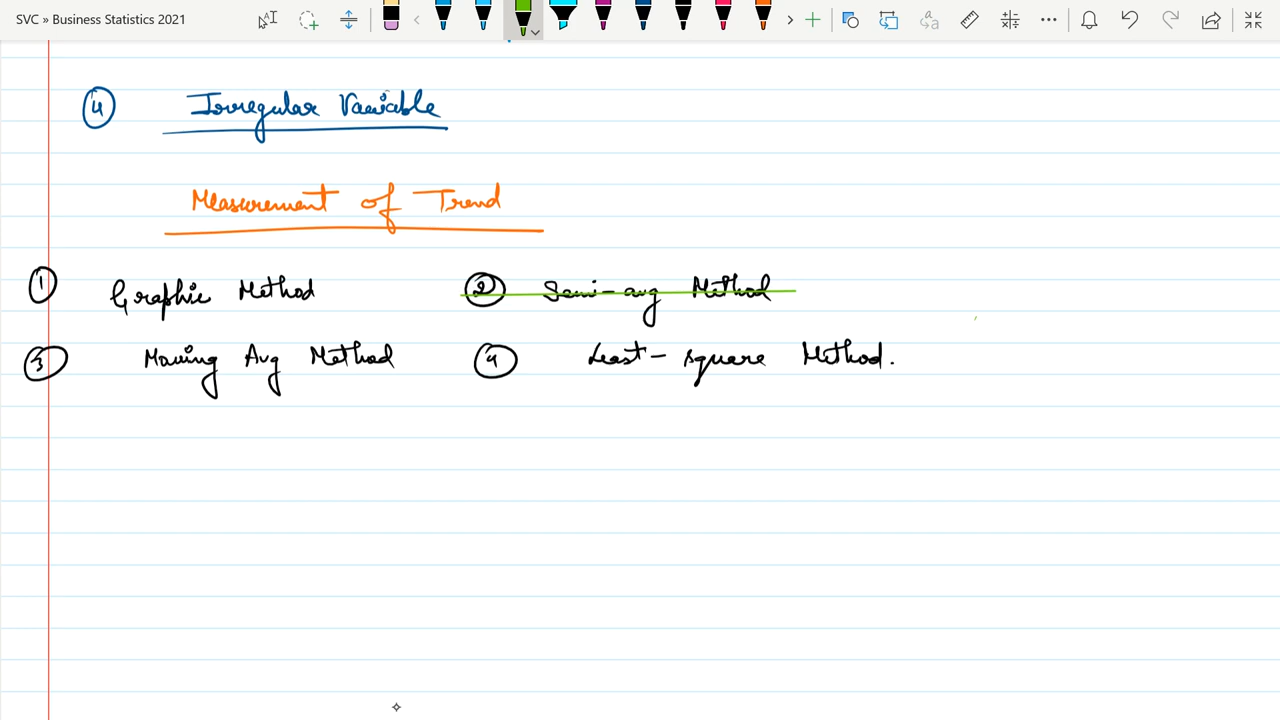 SVC » Business Statistics 2021
④ Irregular Variable
Measurement of Trend
① Graphic Method ② Semi-avg Method
③ Moving Avg Method ④ Least-square Method.